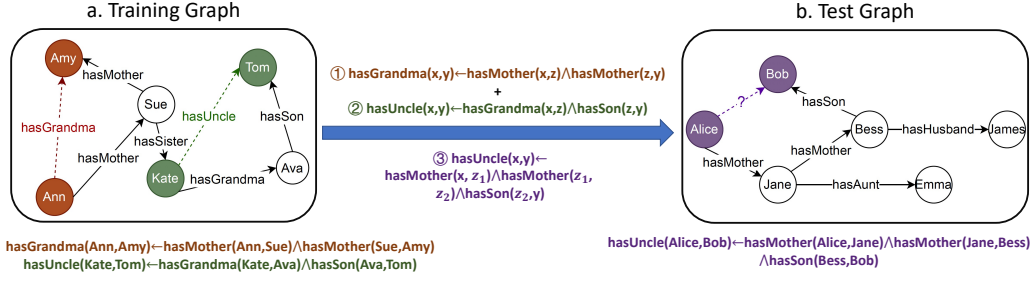 a. Training Graph
b. Test Graph
Amy
Tom
hasMother
Sue
hasGrandma
hasUncle
hasSon
hasSister
hasMother
Kate
hasGrandma
Ava
Ann
① hasGrandma(x,y)←hasMother(x,z)∧hasMother(z,y)
+
② hasUncle(x,y)←hasGrandma(x,z)∧hasSon(z,y)
③ hasUncle(x,y)←
hasMother(x, z₁)∧hasMother(z₁,
z₂)∧hasSon(z₂,y)
Bob
?
hasSon
Alice
Bess
hasHusband
James
hasMother
hasMother
Jane
hasAunt
Emma
hasGrandma(Ann,Amy)←hasMother(Ann,Sue)∧hasMother(Sue,Amy)
hasUncle(Kate,Tom)←hasGrandma(Kate,Ava)∧hasSon(Ava,Tom)
hasUncle(Alice,Bob)←hasMother(Alice,Jane)∧hasMother(Jane,Bess)
∧hasSon(Bess,Bob)